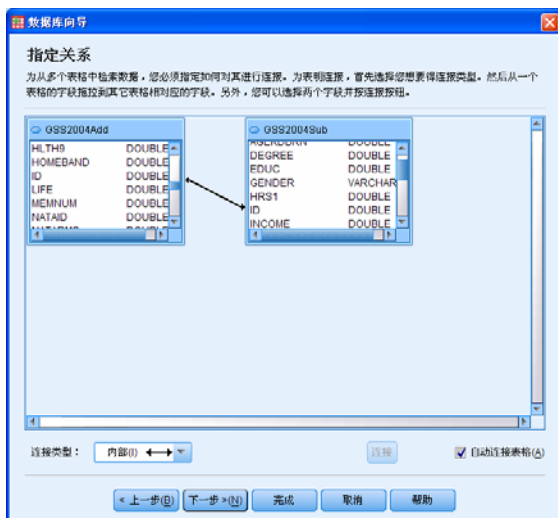 数据库向导
指定关系
为从多个表格中检索数据，您必须指定如何对其进行连接。为表明连接，首先选择您想要得连接类型。然后从一个
表格的字段拖拉到其它表格相对应的字段。另外，您可以选择两个字段并按连接按钮。
GSS2004Add
HLTH9 DOUBLE
HOMEBAND DOUBLE
ID DOUBLE
LIFE DOUBLE
MEMNUM DOUBLE
NATAID DOUBLE
GSS2004Sub
DEGREE DOUBLE
EDUC DOUBLE
GENDER VARCHAR
HRS1 DOUBLE
ID DOUBLE
INCOME DOUBLE
连接类型： 内部(I) 连接 自动连接表格(A)
< 上一步(B) 下一步 >(N) 完成 取消 帮助